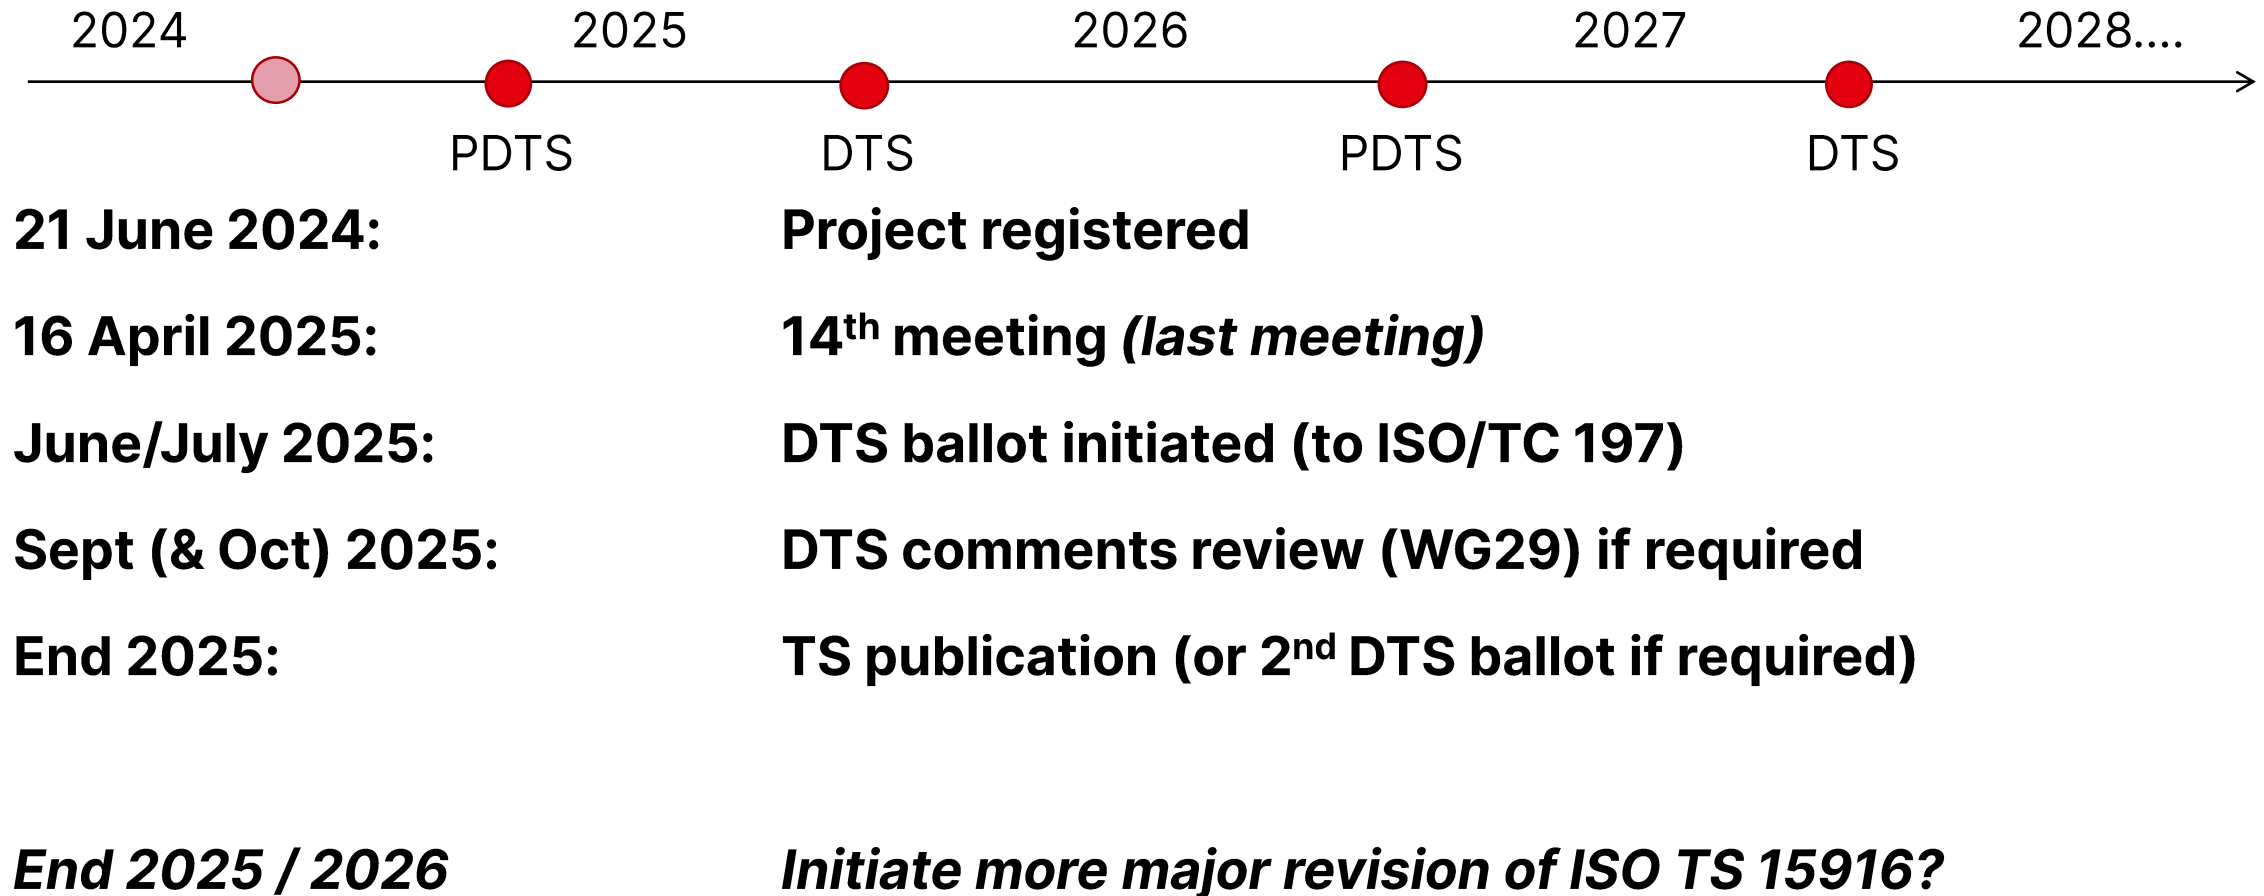 2024 2025 2026 2027 2028....
PDTS DTS PDTS DTS
21 June 2024: Project registered
16 April 2025: 14th meeting (last meeting)
June/July 2025: DTS ballot initiated (to ISO/TC 197)
Sept (& Oct) 2025: DTS comments review (WG29) if required
End 2025: TS publication (or 2nd DTS ballot if required)
End 2025 / 2026 Initiate more major revision of ISO TS 15916?